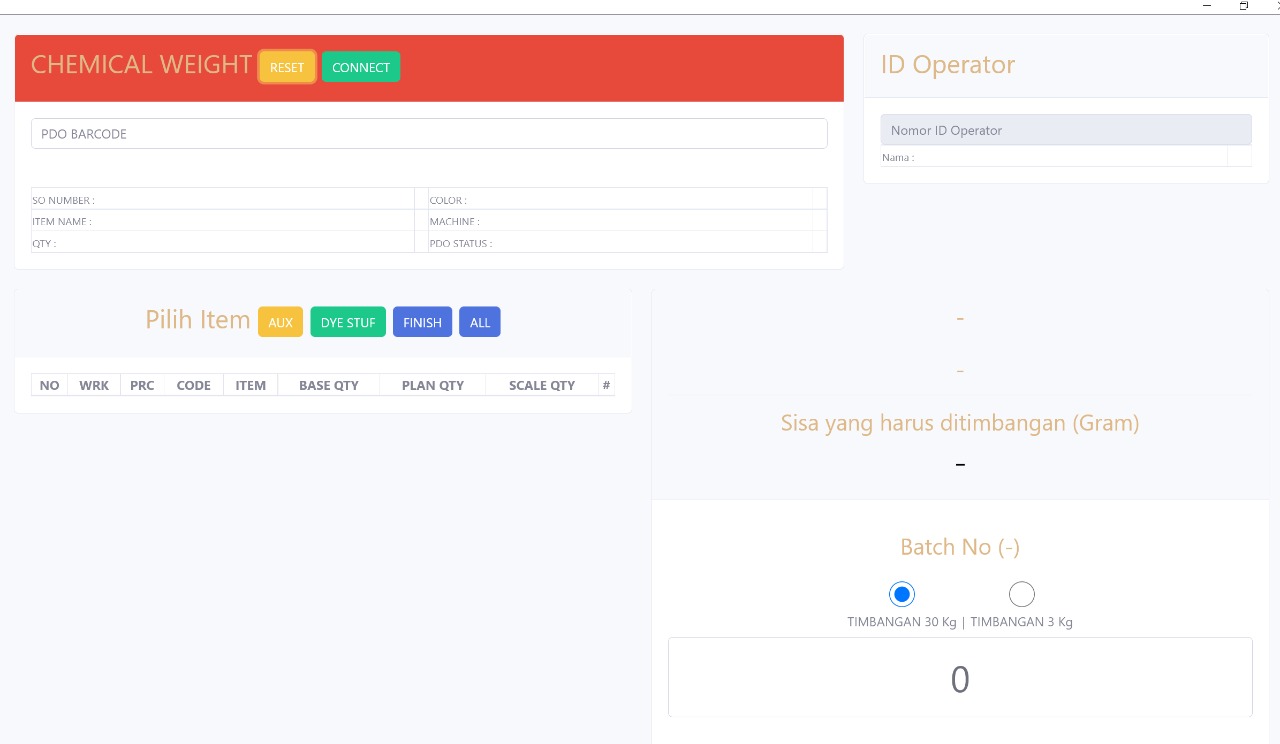 CHEMICAL WEIGHT RESET CONNECT
PDO BARCODE
SO NUMBER : COLOR :
ITEM NAME : MACHINE :
QTY : PDO STATUS :
ID Operator
Nomor ID Operator
Nama :
Pilih Item AUX DYE STUF FINISH ALL
NO WRK PRC CODE ITEM BASE QTY PLAN QTY SCALE QTY #
-
-
Sisa yang harus ditimbangan (Gram)
-
Batch No (-)
TIMBANGAN 30 Kg | TIMBANGAN 3 Kg
0